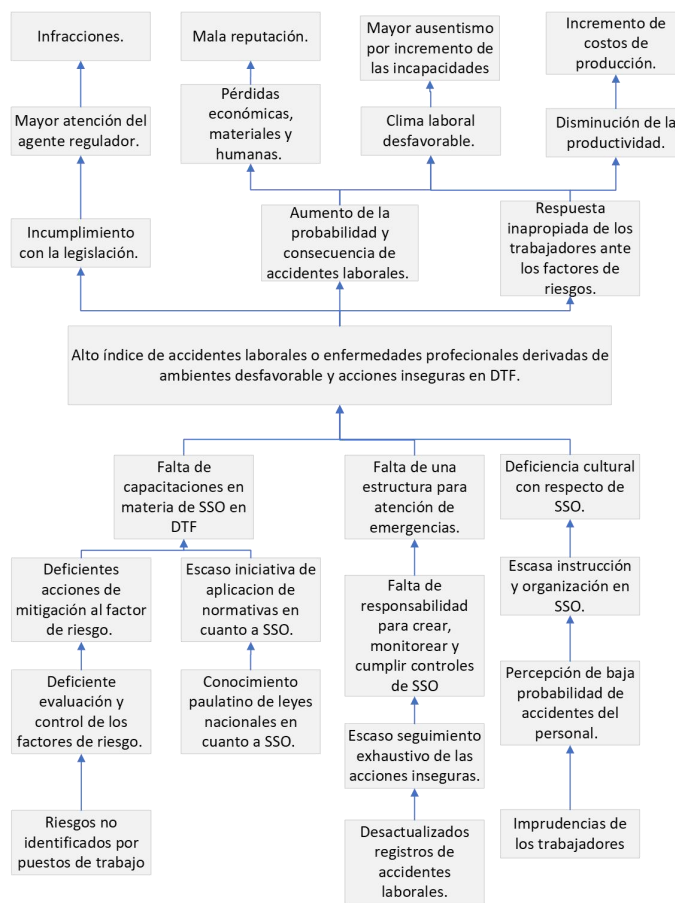 Infracciones.
Mala reputación.
Mayor ausentismo
por incremento de
las incapacidades
Incremento de
costos de
producción.
Mayor atención del
agente regulador.
Pérdidas
económicas,
materiales y
humanas.
Clima laboral
desfavorable.
Disminución de la
productividad.
Incumplimiento
con la legislación.
Aumento de la
probabilidad y
consecuencia de
accidentes laborales.
Respuesta
inapropiada de los
trabajadores ante
los factores de
riesgos.
Alto índice de accidentes laborales o enfermedades profecionales derivadas de
ambientes desfavorable y acciones inseguras en DTF.
Falta de
capacitaciones en
materia de SSO en
DTF
Falta de una
estructura para
atención de
emergencias.
Deficiencia cultural
con respecto de
SSO.
Deficientes
acciones de
mitigación al factor
de riesgo.
Escaso iniciativa de
aplicacion de
normativas en
cuanto a SSO.
Falta de
responsabilidad
para crear,
monitorear y
cumplir controles
de SSO
Escasa instrucción
y organización en
SSO.
Deficiente
evaluación y
control de los
factores de riesgo.
Conocimiento
paulatino de leyes
nacionales en
cuanto a SSO.
Percepción de baja
probabilidad de
accidentes del
personal.
Escaso seguimiento
exhaustivo de las
acciones inseguras.
Riesgos no
identificados por
puestos de trabajo
Desactualizados
registros de
accidentes
laborales.
Imprudencias de
los trabajadores